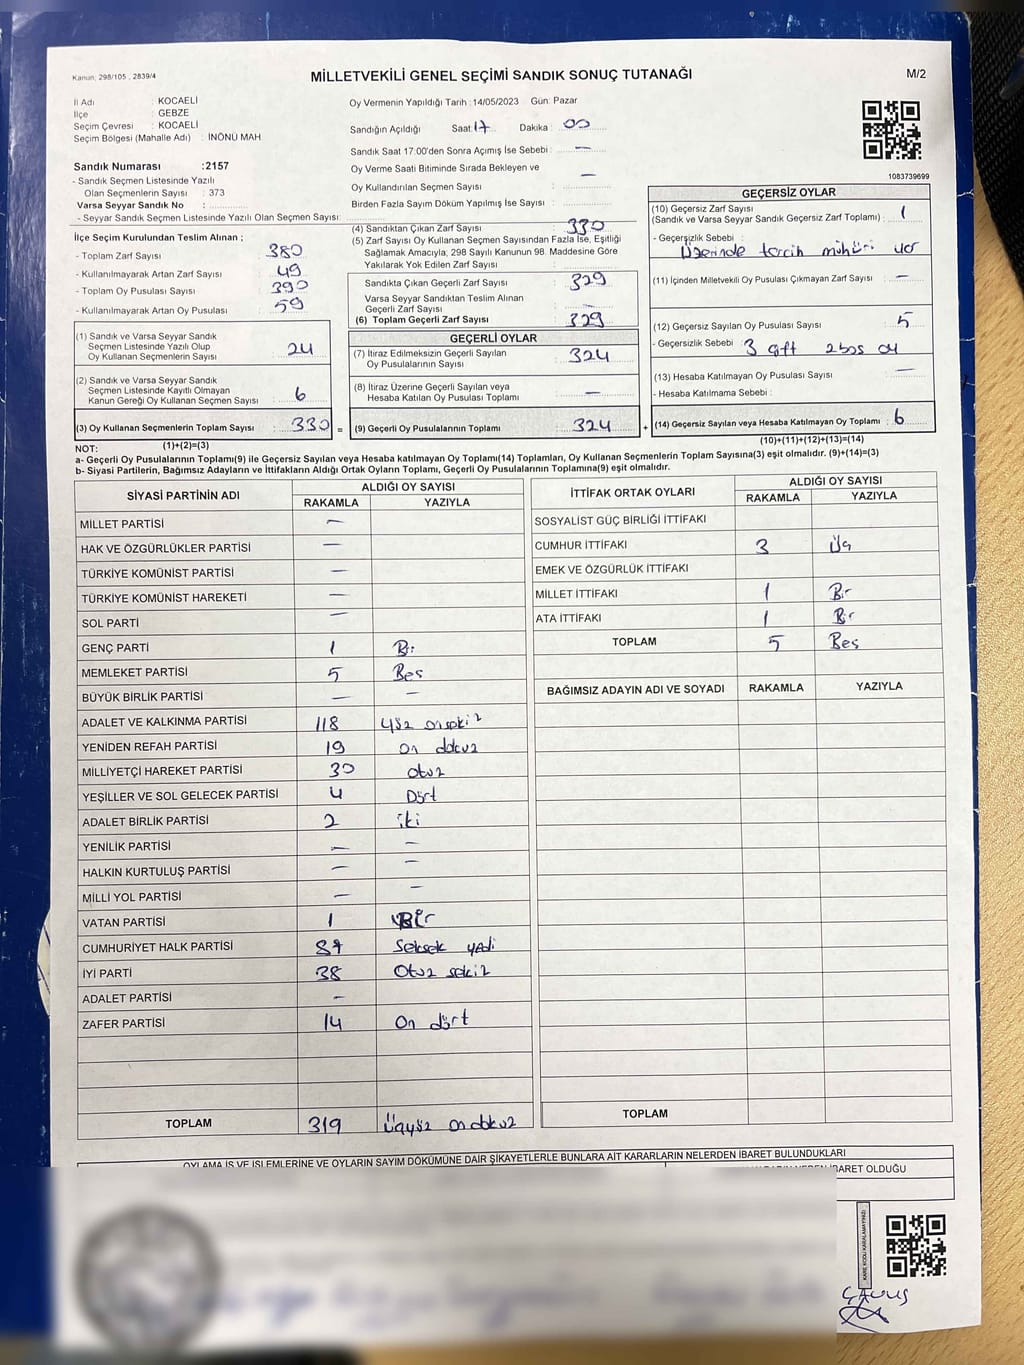 Kanun; 298/105 , 2839/4
MİLLETVEKİLİ GENEL SEÇİMİ SANDIK SONUÇ TUTANAĞI
M/2
İl Adı : KOCAELİ
İlçe : GEBZE
Seçim Çevresi : KOCAELİ
Seçim Bölgesi (Mahalle Adı) : İNÖNÜ MAH
Sandık Numarası :2157
- Sandık Seçmen Listesinde Yazılı
Olan Seçmenlerin Sayısı : 373
Varsa Seyyar Sandık No :
- Seyyar Sandık Seçmen Listesinde Yazılı Olan Seçmen Sayısı:
Oy Vermenin Yapıldığı Tarih :14/05/2023 Gün: Pazar
Sandığın Açıldığı Saat: 17 Dakika : 00
Sandık Saat 17:00'den Sonra Açımış İse Sebebi : —
Oy Verme Saati Bitiminde Sırada Bekleyen ve
Oy Kullandırılan Seçmen Sayısı : —
Birden Fazla Sayım Döküm Yapılmış İse Sayısı :
1083739699
İlçe Seçim Kurulundan Teslim Alınan ;
- Toplam Zarf Sayısı : 380
- Kullanılmayarak Artan Zarf Sayısı : 49
- Toplam Oy Pusulası Sayısı : 390
- Kullanılmayarak Artan Oy Pusulası : 59
(1) Sandık ve Varsa Seyyar Sandık
Seçmen Listesinde Yazılı Olup
Oy Kullanan Seçmenlerin Sayısı : 24
(2) Sandık ve Varsa Seyyar Sandık
Seçmen Listesinde Kayıtlı Olmayan
Kanun Gereği Oy Kullanan Seçmen Sayısı : 6
(3) Oy Kullanan Seçmenlerin Toplam Sayısı : 330 =
(4) Sandıktan Çıkan Zarf Sayısı : 330
(5) Zarf Sayısı Oy Kullanan Seçmen Sayısından Fazla İse, Eşitliği
Sağlamak Amacıyla; 298 Sayılı Kanunun 98. Maddesine Göre
Yakılarak Yok Edilen Zarf Sayısı :
Sandıkta Çıkan Geçerli Zarf Sayısı : 329
Varsa Seyyar Sandıktan Teslim Alınan
Geçerli Zarf Sayısı : —
(6) Toplam Geçerli Zarf Sayısı : 329
GEÇERLİ OYLAR
(7) İtiraz Edilmeksizin Geçerli Sayılan
Oy Pusulalarının Sayısı : 324
(8) İtiraz Üzerine Geçerli Sayılan veya
Hesaba Katılan Oy Pusulası Toplamı : —
(9) Geçerli Oy Pusulalarının Toplamı : 324 +
GEÇERSİZ OYLAR
(10) Geçersiz Zarf Sayısı
(Sandık ve Varsa Seyyar Sandık Geçersiz Zarf Toplamı) : 1
- Geçersizlik Sebebi :
Üzerinde tercih mühürü var
(11) İçinden Milletvekili Oy Pusulası Çıkmayan Zarf Sayısı : —
(12) Geçersiz Sayılan Oy Pusulası Sayısı : 5
- Geçersizlik Sebebi : 3 çift 2 boş oy
(13) Hesaba Katılmayan Oy Pusulası Sayısı : —
- Hesaba Katılmama Sebebi :
(14) Geçersiz Sayılan veya Hesaba Katılmayan Oy Toplamı : 6
NOT: (1)+(2)=(3)
(10)+(11)+(12)+(13)=(14)
a- Geçerli Oy Pusulalarının Toplamı(9) ile Geçersiz Sayılan veya Hesaba katılmayan Oy Toplamı(14) Toplamları, Oy Kullanan Seçmenlerin Toplam Sayısına(3) eşit olmalıdır. (9)+(14)=(3)
b- Siyasi Partilerin, Bağımsız Adayların ve İttifakların Aldığı Ortak Oyların Toplamı, Geçerli Oy Pusulalarının Toplamına(9) eşit olmalıdır.
SİYASİ PARTİNİN ADI ALDIĞI OY SAYISI
RAKAMLA YAZIYLA
MİLLET PARTİSİ —
HAK VE ÖZGÜRLÜKLER PARTİSİ —
TÜRKİYE KOMÜNİST PARTİSİ —
TÜRKİYE KOMÜNİST HAREKETİ —
SOL PARTİ —
GENÇ PARTİ 1 Bir
MEMLEKET PARTİSİ 5 Beş
BÜYÜK BİRLİK PARTİSİ — —
ADALET VE KALKINMA PARTİSİ 118 yüz onsekiz
YENİDEN REFAH PARTİSİ 19 on dokuz
MİLLİYETÇİ HAREKET PARTİSİ 30 otuz
YEŞİLLER VE SOL GELECEK PARTİSİ 4 Dört
ADALET BİRLİK PARTİSİ 2 iki
YENİLİK PARTİSİ — —
HALKIN KURTULUŞ PARTİSİ — —
MİLLİ YOL PARTİSİ — —
VATAN PARTİSİ 1 Bir
CUMHURİYET HALK PARTİSİ 87 Seksek yedi
İYİ PARTİ 38 Otuz sekiz
ADALET PARTİSİ —
ZAFER PARTİSİ 14 On dört
TOPLAM 319 Üçyüz ondokuz
İTTİFAK ORTAK OYLARI ALDIĞI OY SAYISI
RAKAMLA YAZIYLA
SOSYALİST GÜÇ BİRLİĞİ İTTİFAKI
CUMHUR İTTİFAKI 3 Üç
EMEK VE ÖZGÜRLÜK İTTİFAKI
MİLLET İTTİFAKI 1 Bir
ATA İTTİFAKI 1 Bir
TOPLAM 5 Beş
BAĞIMSIZ ADAYIN ADI VE SOYADI RAKAMLA YAZIYLA
TOPLAM
OYLAMA İŞ VE İŞLEMLERİNE VE OYLARIN SAYIM DÖKÜMÜNE DAİR ŞİKAYETLERLE BUNLARA AİT KARARLARIN NELERDEN İBARET BULUNDUKLARI
İBARET OLDUĞU
KARE KODU KARALAMAYINIZ!
ÇAVUŞ